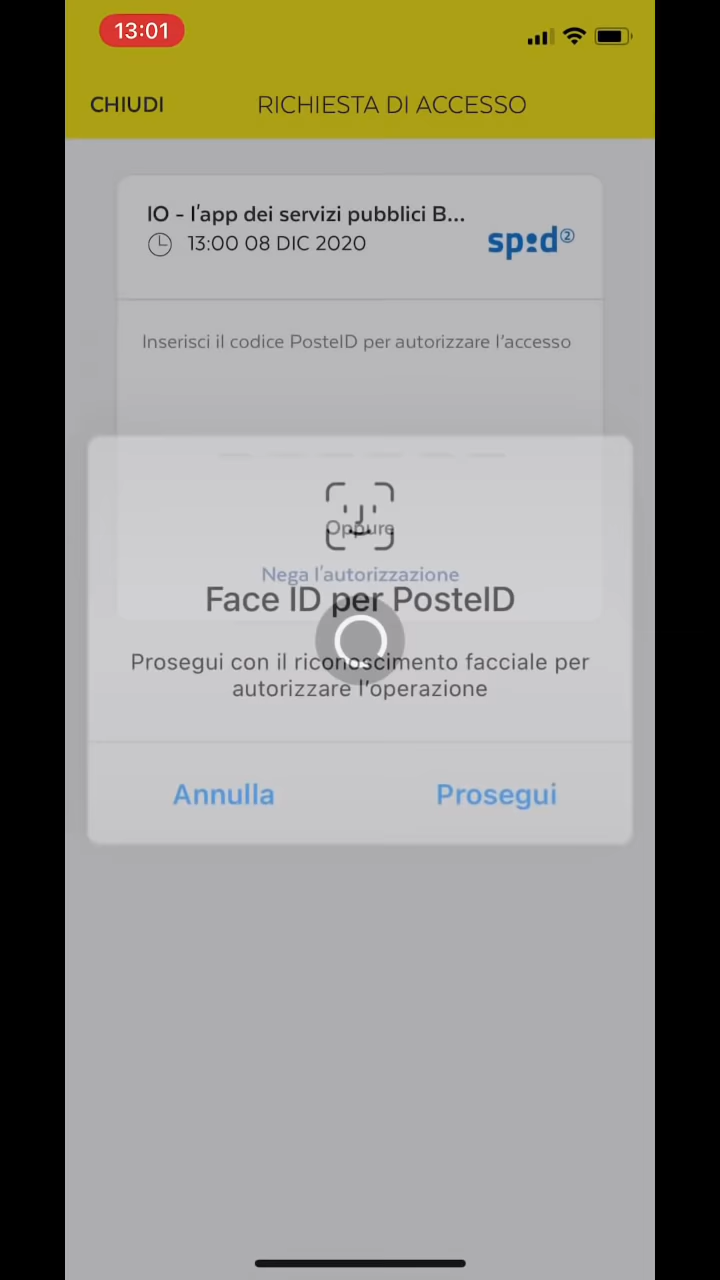 13:01
CHIUDI
RICHIESTA DI ACCESSO
IO - l'app dei servizi pubblici B...
13:00 08 DIC 2020
spid②
Inserisci il codice PosteID per autorizzare l'accesso
Oppure
Nega l'autorizzazione
Face ID per PosteID
Prosegui con il riconoscimento facciale per
autorizzare l'operazione
Annulla
Prosegui